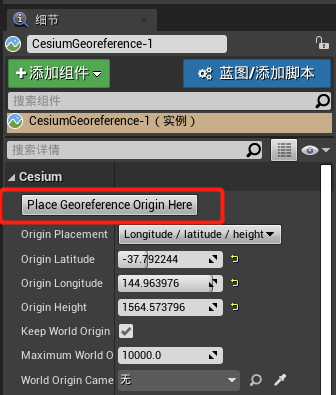 细节
CesiumGeoreference-1
+添加组件 蓝图/添加脚本
搜索组件
CesiumGeoreference-1（实例）
搜索详情
Cesium
Place Georeference Origin Here
Origin Placement Longitude / latitude / height
Origin Latitude -37.792244
Origin Longitude 144.963976
Origin Height 1564.573796
Keep World Origin
Maximum World O 10000.0
World Origin Came 无